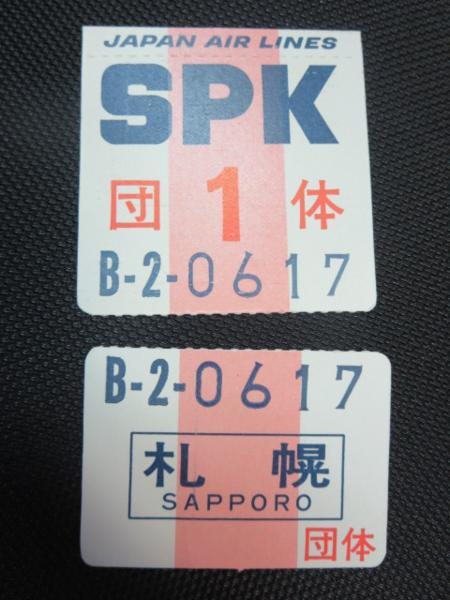 JAPAN AIR LINES
SPK
団 1 体
B-2-0617
B-2-0617
札 幌
SAPPORO
団体